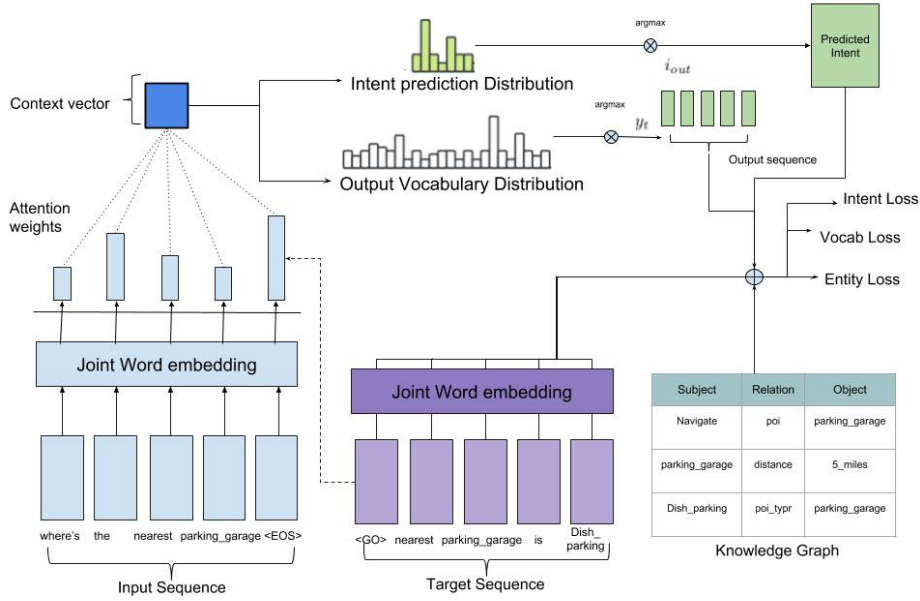 argmax
Predicted
Intent
i_out
Context vector
Intent prediction Distribution
argmax
y_t
Output sequence
Output Vocabulary Distribution
Attention
weights
Intent Loss
Vocab Loss
Entity Loss
Joint Word embedding
Joint Word embedding
Subject Relation Object
Navigate poi parking_garage
parking_garage distance 5_miles
Dish_parking poi_typr parking_garage
where's the nearest parking_garage <EOS>
<GO> nearest parking_garage is Dish_
parking
Knowledge Graph
Input Sequence
Target Sequence